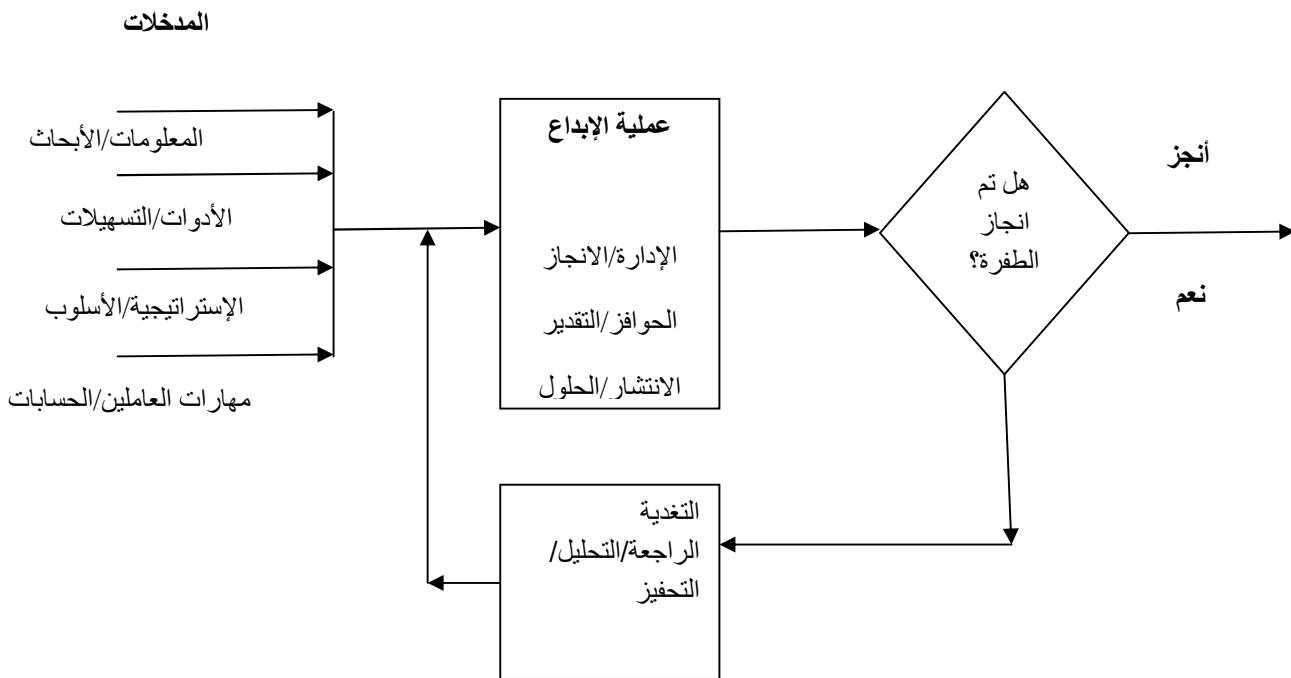 المدخلات
المعلومات/الأبحاث
الأدوات/التسهيلات
الإستراتيجية/الأسلوب
مهارات العاملين/الحسابات
عملية الإبداع
الإدارة/الانجاز
الحوافز/التقدير
الانتشار/الحلول
هل تم
انجاز
الطفرة؟
أنجز
نعم
التغدية
الراجعة/التحليل/
التحفيز